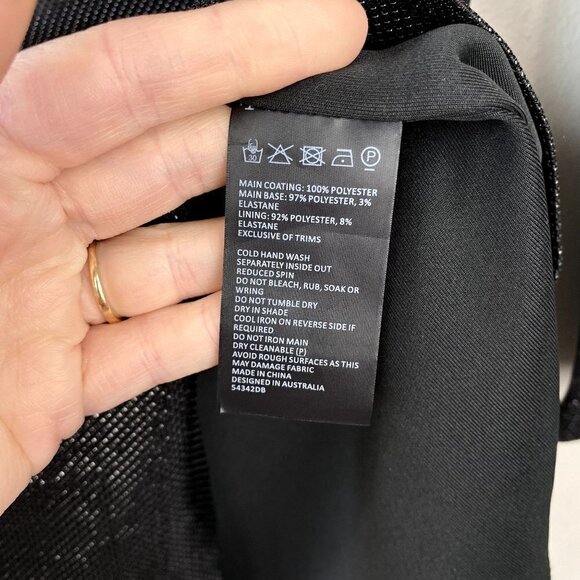 30 P
MAIN COATING: 100% POLYESTER
MAIN BASE: 97% POLYESTER, 3%
ELASTANE
LINING: 92% POLYESTER, 8%
ELASTANE
EXCLUSIVE OF TRIMS
COLD HAND WASH
SEPARATELY INSIDE OUT
REDUCED SPIN
DO NOT BLEACH, RUB, SOAK OR
WRING
DO NOT TUMBLE DRY
DRY IN SHADE
COOL IRON ON REVERSE SIDE IF
REQUIRED
DO NOT IRON MAIN
DRY CLEANABLE (P)
AVOID ROUGH SURFACES AS THIS
MAY DAMAGE FABRIC
MADE IN CHINA
DESIGNED IN AUSTRALIA
54342DB